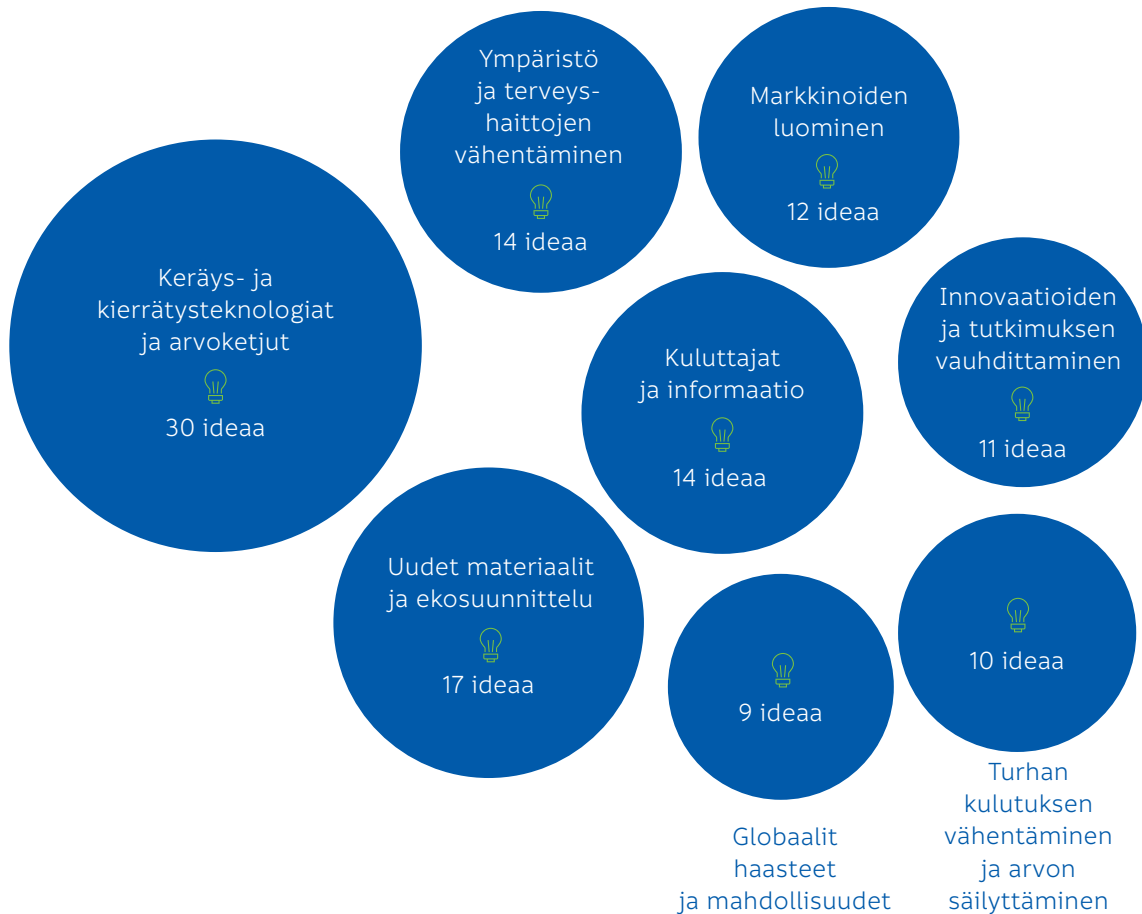 Ympäristö
ja terveys-
haittojen
vähentäminen
14 ideaa
Markkinoiden
luominen
12 ideaa
Keräys- ja
kierrätysteknologiat
ja arvoketjut
30 ideaa
Innovaatioiden
ja tutkimuksen
vauhdittaminen
11 ideaa
Kuluttajat
ja informaatio
14 ideaa
Uudet materiaalit
ja ekosuunnittelu
17 ideaa
9 ideaa
Globaalit
haasteet
ja mahdollisuudet
10 ideaa
Turhan
kulutuksen
vähentäminen
ja arvon
säilyttäminen